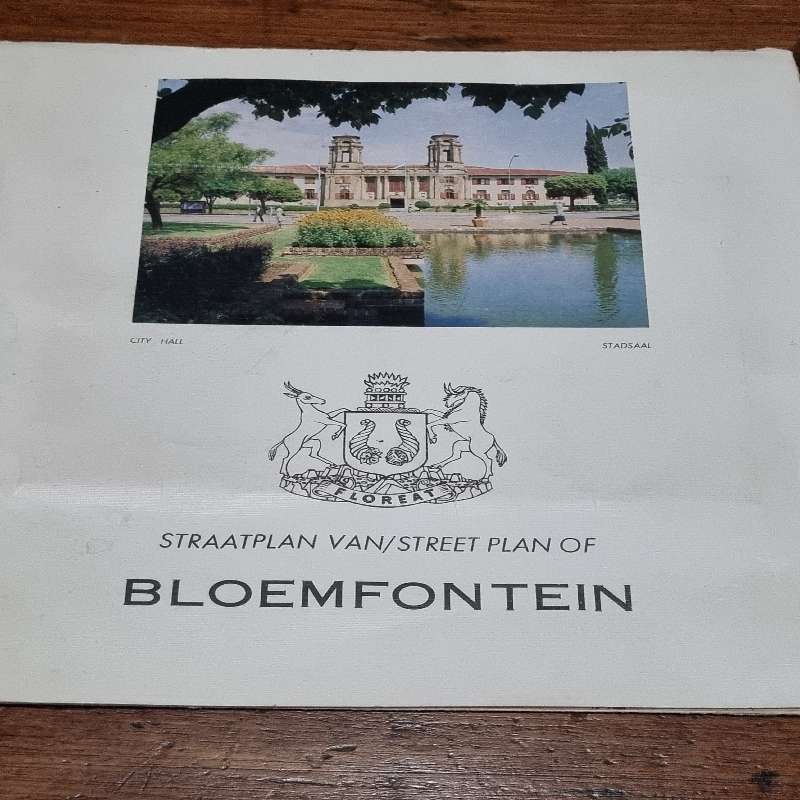 CITY HALL
STADSAAL
FLOREAT
STRAATPLAN VAN/STREET PLAN OF
BLOEMFONTEIN